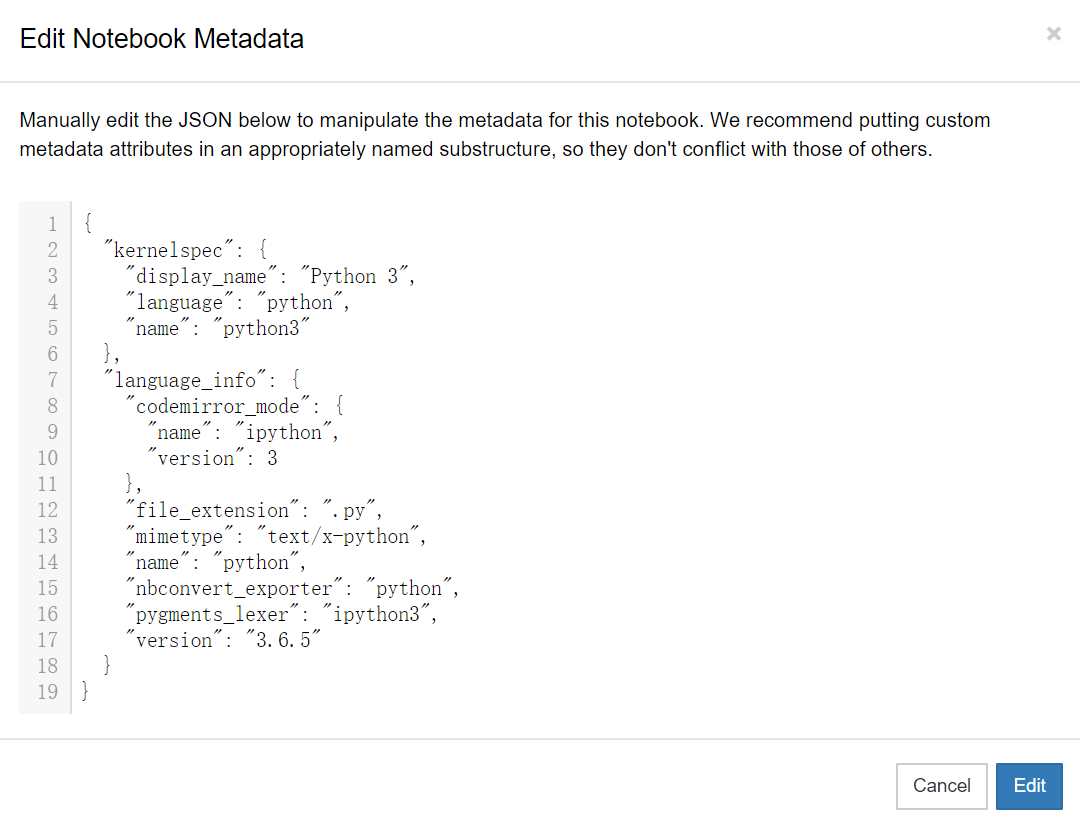 Edit Notebook Metadata
×
Manually edit the JSON below to manipulate the metadata for this notebook. We recommend putting custom
metadata attributes in an appropriately named substructure, so they don't conflict with those of others.
1 {
2   "kernelspec": {
3     "display_name": "Python 3",
4     "language": "python",
5     "name": "python3"
6   },
7   "language_info": {
8     "codemirror_mode": {
9       "name": "ipython",
10       "version": 3
11     },
12     "file_extension": ".py",
13     "mimetype": "text/x-python",
14     "name": "python",
15     "nbconvert_exporter": "python",
16     "pygments_lexer": "ipython3",
17     "version": "3.6.5"
18   }
19 }
Cancel Edit